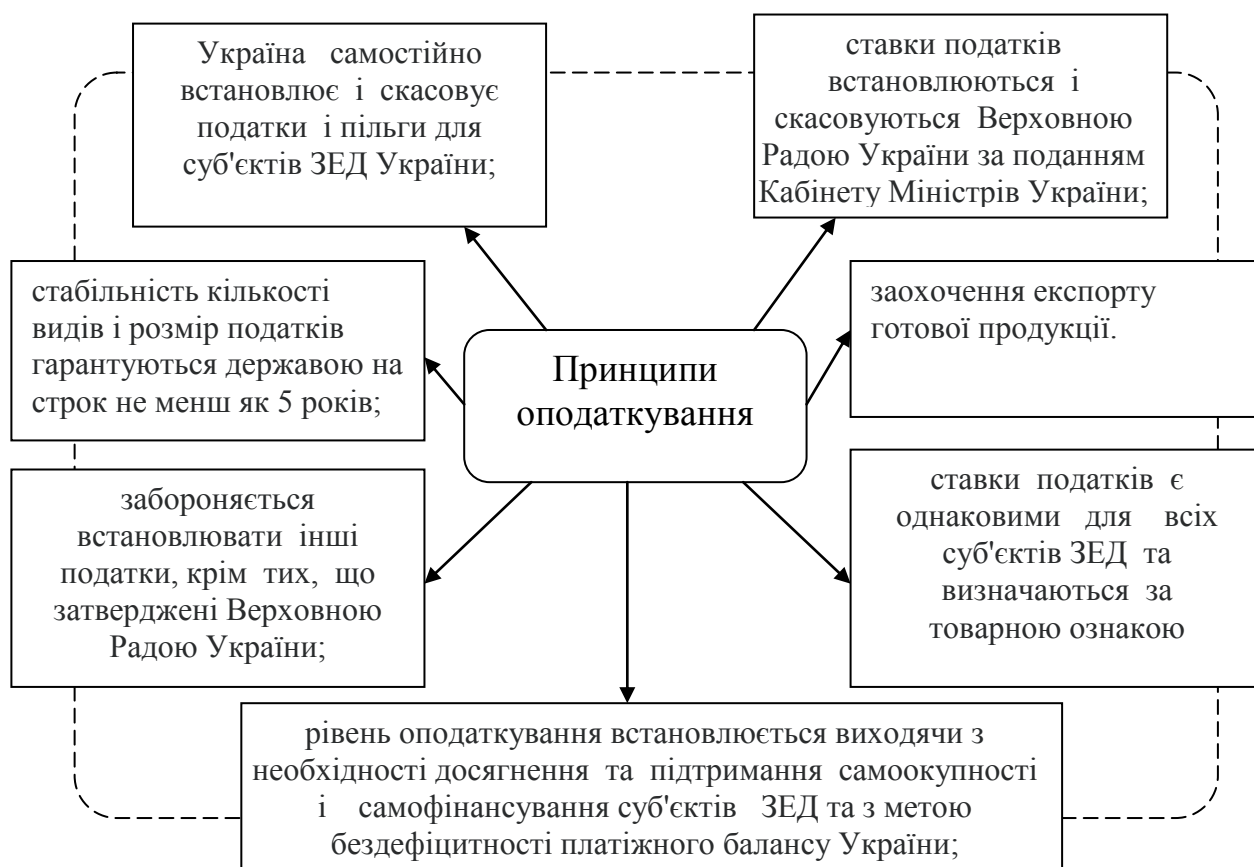 Україна самостійно
встановлює і скасовує
податки і пільги для
суб'єктів ЗЕД України;
ставки податків
встановлюються і
скасовуються Верховною
Радою України за поданням
Кабінету Міністрів України;
стабільність кількості
видів і розмір податків
гарантуються державою на
строк не менш як 5 років;
Принципи
оподаткування
заохочення експорту
готової продукції.
забороняється
встановлювати інші
податки, крім тих, що
затверджені Верховною
Радою України;
ставки податків є
однаковими для всіх
суб'єктів ЗЕД та
визначаються за
товарною ознакою
рівень оподаткування встановлюється виходячи з
необхідності досягнення та підтримання самоокупності
і самофінансування суб'єктів ЗЕД та з метою
бездефіцитності платіжного балансу України;